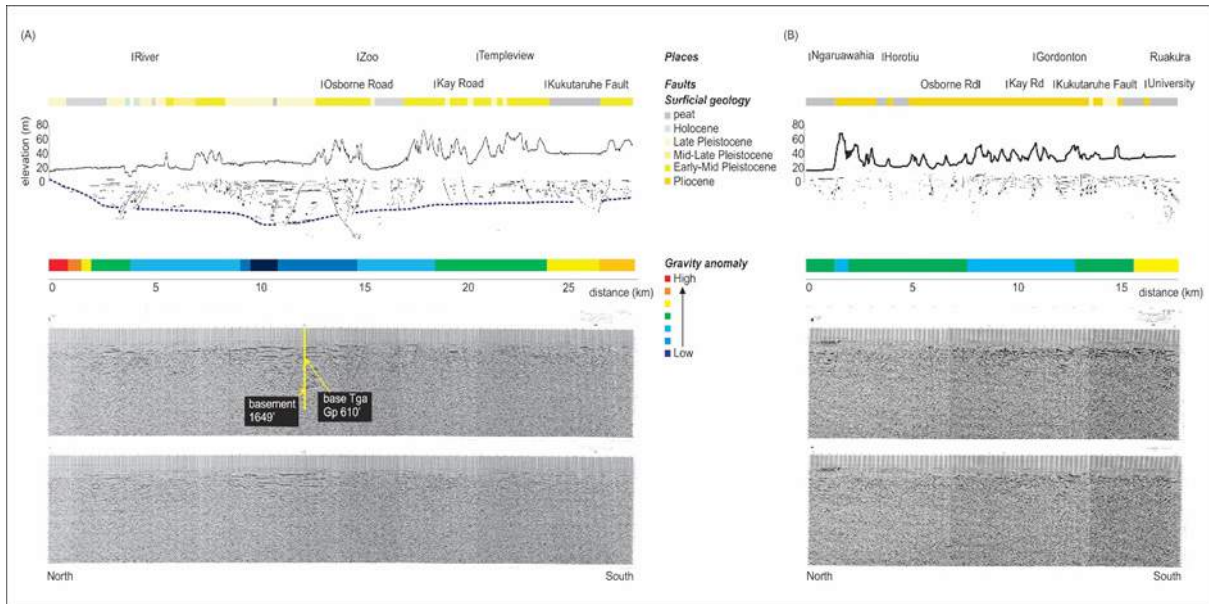 (A)
River
Zoo
Templeview
Osborne Road
Kay Road
Kukutaruhe Fault
80
60
40
20
0
elevation (m)
0 5 10 15 20 25
distance (km)
basement
1649'
base Tga
Gp 610'
North South
Places
Faults
Surficial geology
peat
Holocene
Late Pleistocene
Mid-Late Pleistocene
Early-Mid Pleistocene
Pliocene
Gravity anomaly
High
Low
(B)
Ngaruawahia Horotiu Gordonton Ruakura
Osborne Rd Kay Rd Kukutaruhe Fault University
80
60
40
20
0
0 5 10 15
distance (km)
North South